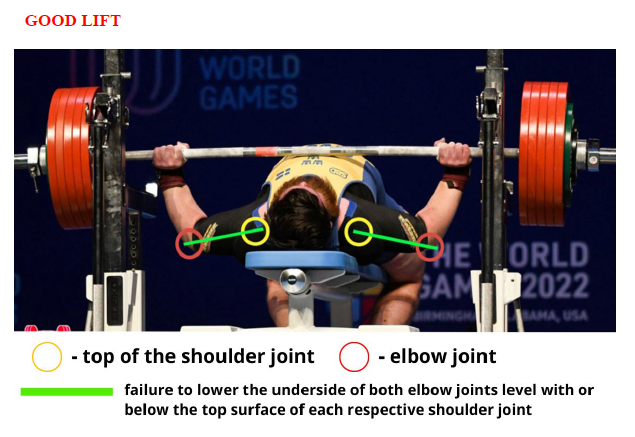 GOOD LIFT
WORLD
GAMES
THE WORLD
GAMES 2022
BIRMINGHAM, ALABAMA, USA
- top of the shoulder joint
- elbow joint
failure to lower the underside of both elbow joints level with or
below the top surface of each respective shoulder joint